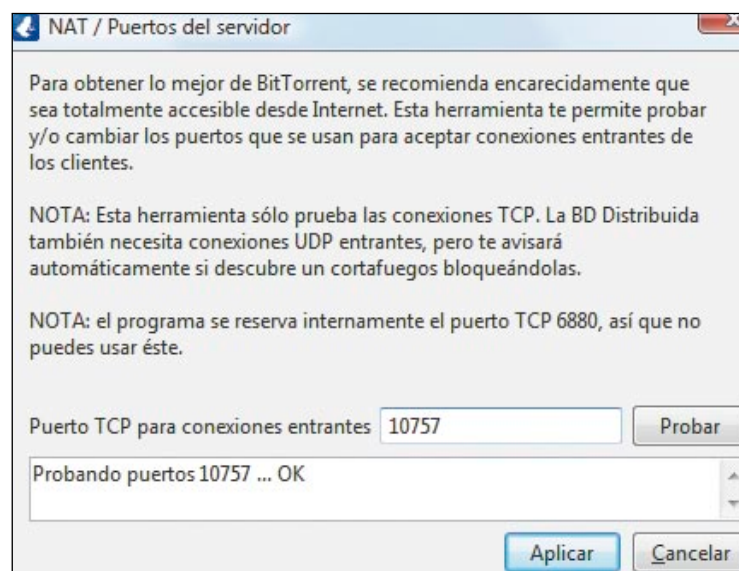 NAT / Puertos del servidor
Para obtener lo mejor de BitTorrent, se recomienda encarecidamente que
sea totalmente accesible desde Internet. Esta herramienta te permite probar
y/o cambiar los puertos que se usan para aceptar conexiones entrantes de
los clientes.
NOTA: Esta herramienta sólo prueba las conexiones TCP. La BD Distribuida
también necesita conexiones UDP entrantes, pero te avisará
automáticamente si descubre un cortafuegos bloqueándolas.
NOTA: el programa se reserva internamente el puerto TCP 6880, así que no
puedes usar éste.
Puerto TCP para conexiones entrantes 10757 Probar
Probando puertos 10757 ... OK
Aplicar Cancelar